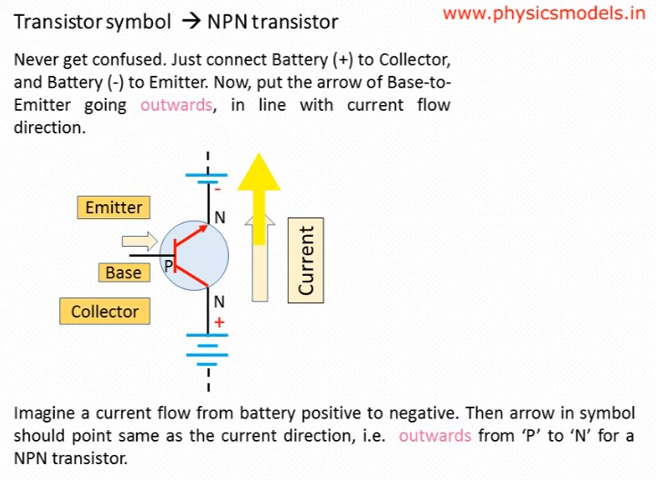 Transistor symbol → NPN transistor
www.physicsmodels.in
Never get confused. Just connect Battery (+) to Collector,
and Battery (-) to Emitter. Now, put the arrow of Base-to-
Emitter going outwards, in line with current flow
direction.
-
Emitter
N
Current
P
Base
N
Collector
+
Imagine a current flow from battery positive to negative. Then arrow in symbol
should point same as the current direction, i.e. outwards from ‘P’ to ‘N’ for a
NPN transistor.